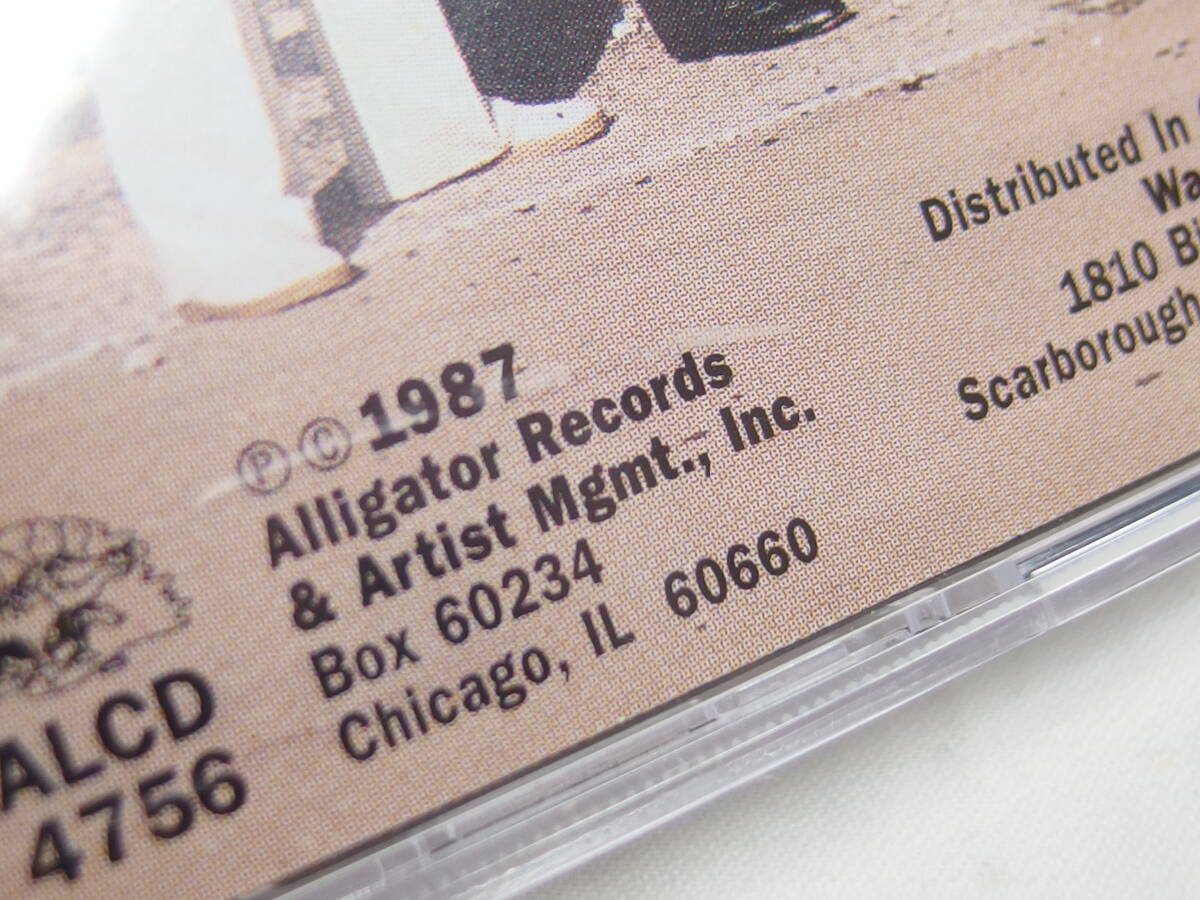 ℗ © 1987
Alligator Records
& Artist Mgmt., Inc.
Box 60234
Chicago, IL 60660
ALCD
4756
Distributed In
1810
Scarborough